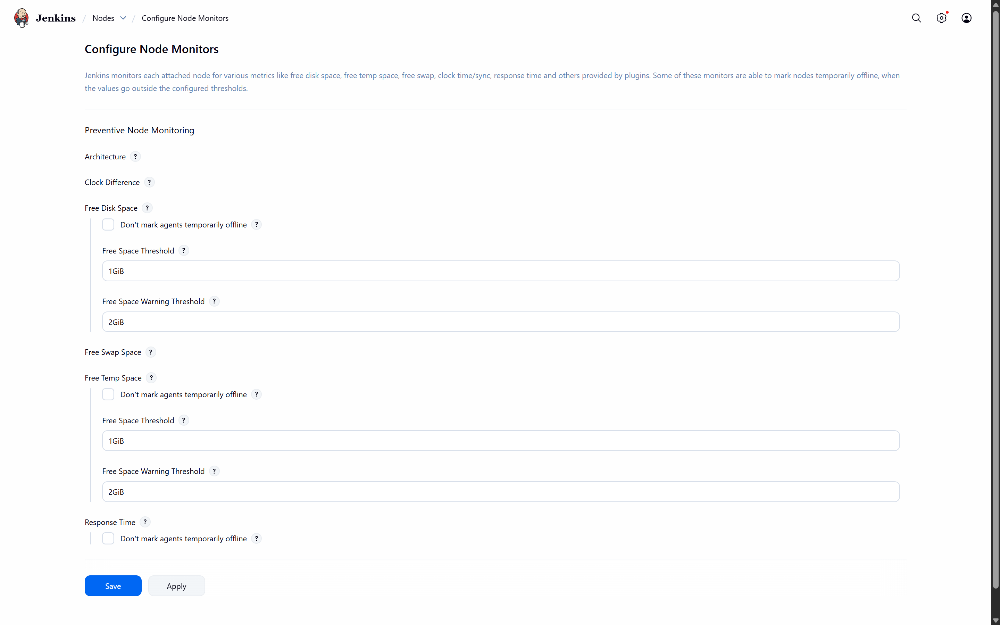 Jenkins / Nodes / Configure Node Monitors
Configure Node Monitors
Jenkins monitors each attached node for various metrics like free disk space, free temp space, free swap, clock time/sync, response time and others provided by plugins. Some of these monitors are able to mark nodes temporarily offline, when
the values go outside the configured thresholds.
Preventive Node Monitoring
Architecture ?
Clock Difference ?
Free Disk Space ?
Don't mark agents temporarily offline ?
Free Space Threshold ?
1GiB
Free Space Warning Threshold ?
2GiB
Free Swap Space ?
Free Temp Space ?
Don't mark agents temporarily offline ?
Free Space Threshold ?
1GiB
Free Space Warning Threshold ?
2GiB
Response Time ?
Don't mark agents temporarily offline ?
Save Apply